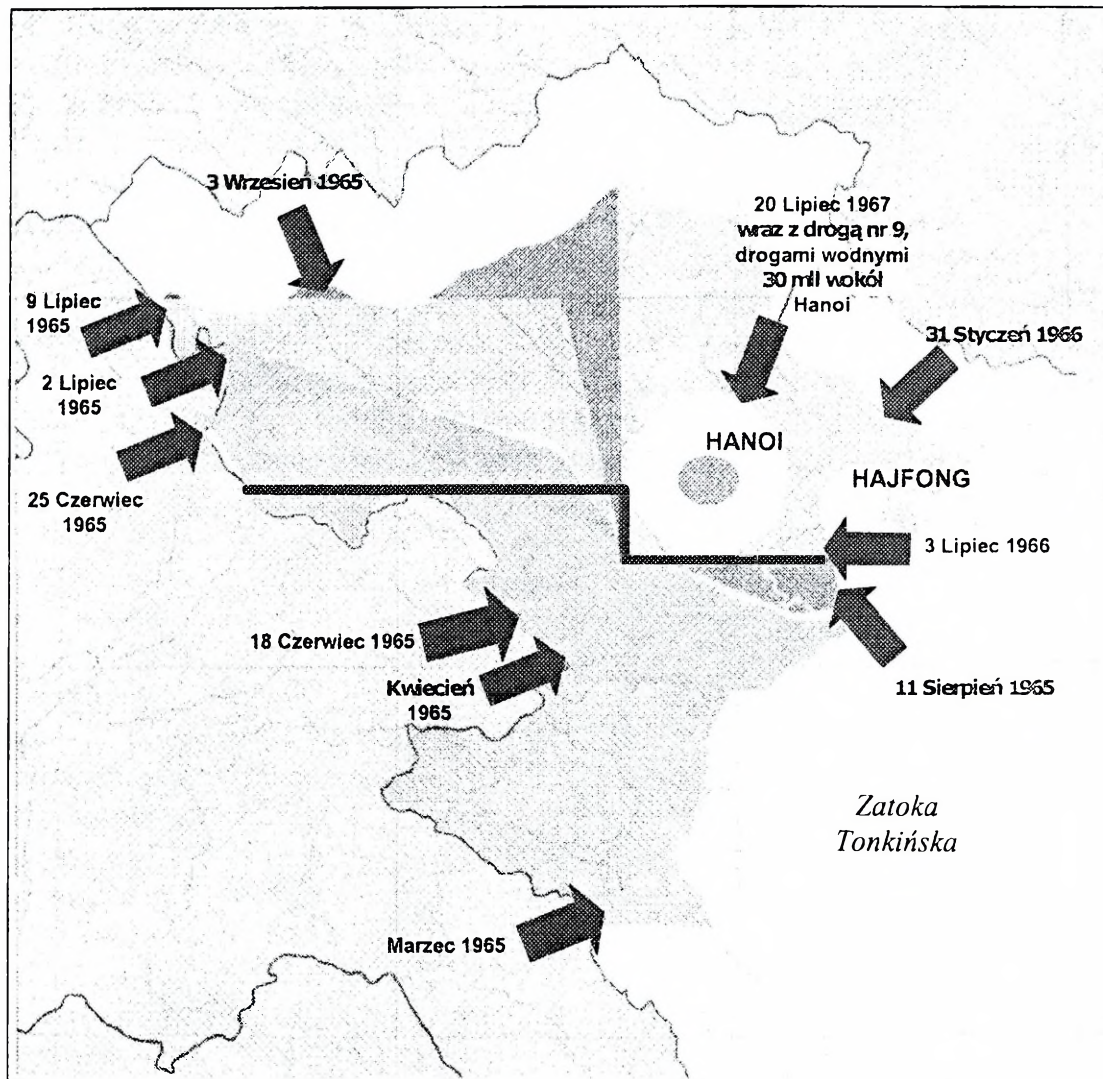 3 Wrzesień 1965
20 Lipiec 1967
wraz z drogą nr 9,
drogami wodnymi
30 mil wokół
Hanoi
9 Lipiec
1965
31 Styczeń 1966
2 Lipiec
1965
HANOI
25 Czerwiec
1965
HAJFONG
3 Lipiec 1966
18 Czerwiec 1965
Kwiecień
1965
11 Sierpień 1965
Zatoka
Tonkińska
Marzec 1965